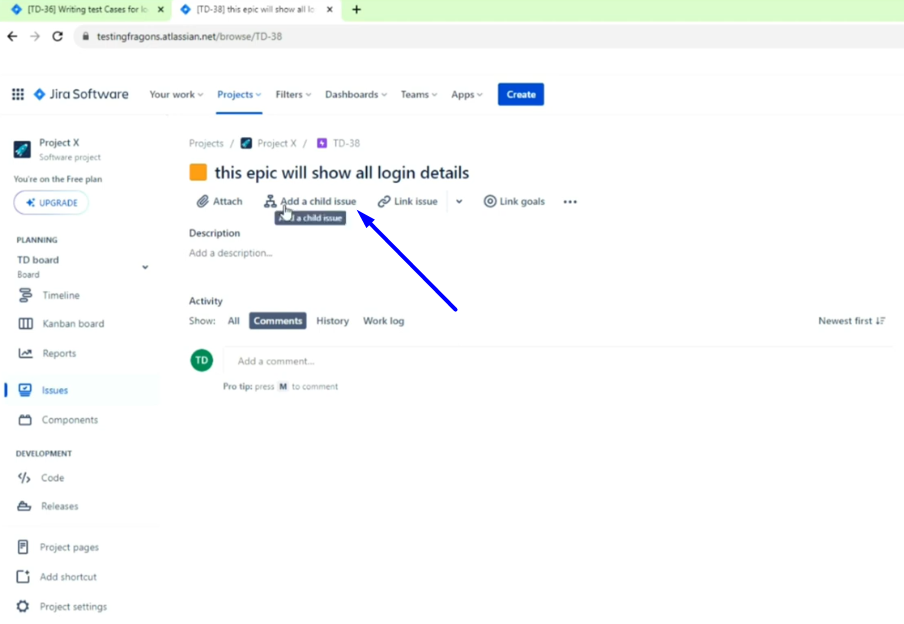 [TD-36] Writing test Cases for lo
[TD-38] this epic will show all lo
testingfragons.atlassian.net/browse/TD-38
Jira Software
Your work
Projects
Filters
Dashboards
Teams
Apps
Create
Project X
Software project
You're on the Free plan
UPGRADE
PLANNING
TD board
Board
Timeline
Kanban board
Reports
Issues
Components
DEVELOPMENT
Code
Releases
Project pages
Add shortcut
Project settings
Projects / Project X / TD-38
this epic will show all login details
Attach
Add a child issue
Link issue
Link goals
a child issue
Description
Add a description...
Activity
Show: All Comments History Work log
Newest first
TD
Add a comment...
Pro tip: press M to comment